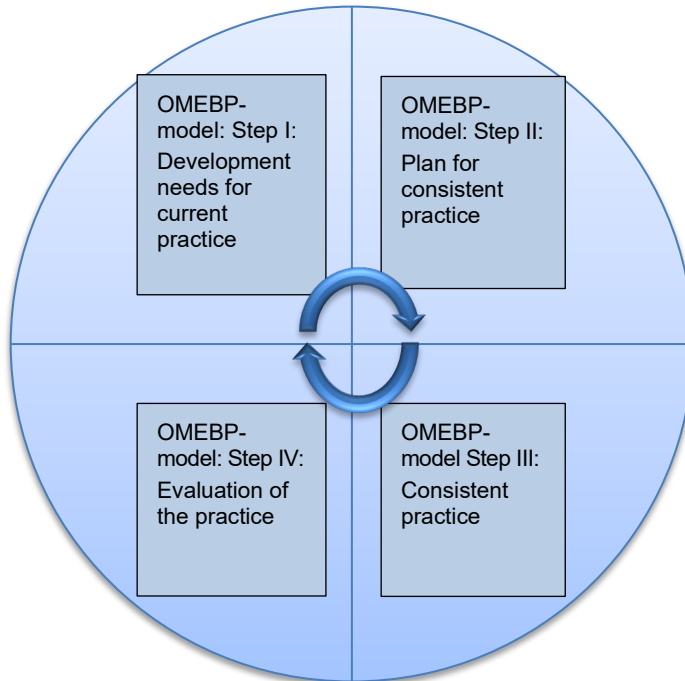 OMEBP-
model: Step I:
Development
needs for
current
practice
OMEBP-
model: Step II:
Plan for
consistent
practice
OMEBP-
model: Step IV:
Evaluation of
the practice
OMEBP-
model Step III:
Consistent
practice